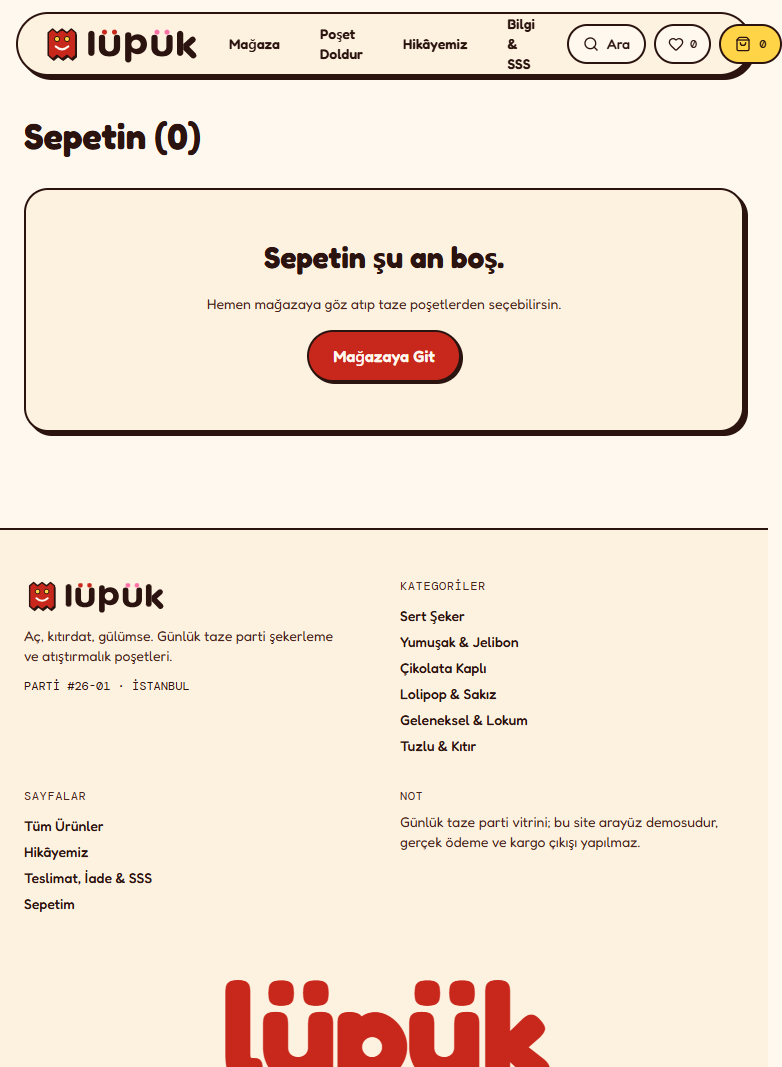 lüpük
Mağaza
Poşet
Doldur
Hikâyemiz
Bilgi
&
SSS
Ara
0
0
Sepetin (0)
Sepetin şu an boş.
Hemen mağazaya göz atıp taze poşetlerden seçebilirsin.
Mağazaya Git
lüpük
Aç, kıtırdat, gülümse. Günlük taze parti şekerleme
ve atıştırmalık poşetleri.
PARTİ #26-01 · İSTANBUL
KATEGORİLER
Sert Şeker
Yumuşak & Jelibon
Çikolata Kaplı
Lolipop & Sakız
Geleneksel & Lokum
Tuzlu & Kıtır
SAYFALAR
Tüm Ürünler
Hikâyemiz
Teslimat, İade & SSS
Sepetim
NOT
Günlük taze parti vitrini; bu site arayüz demosudur,
gerçek ödeme ve kargo çıkışı yapılmaz.
lüpük